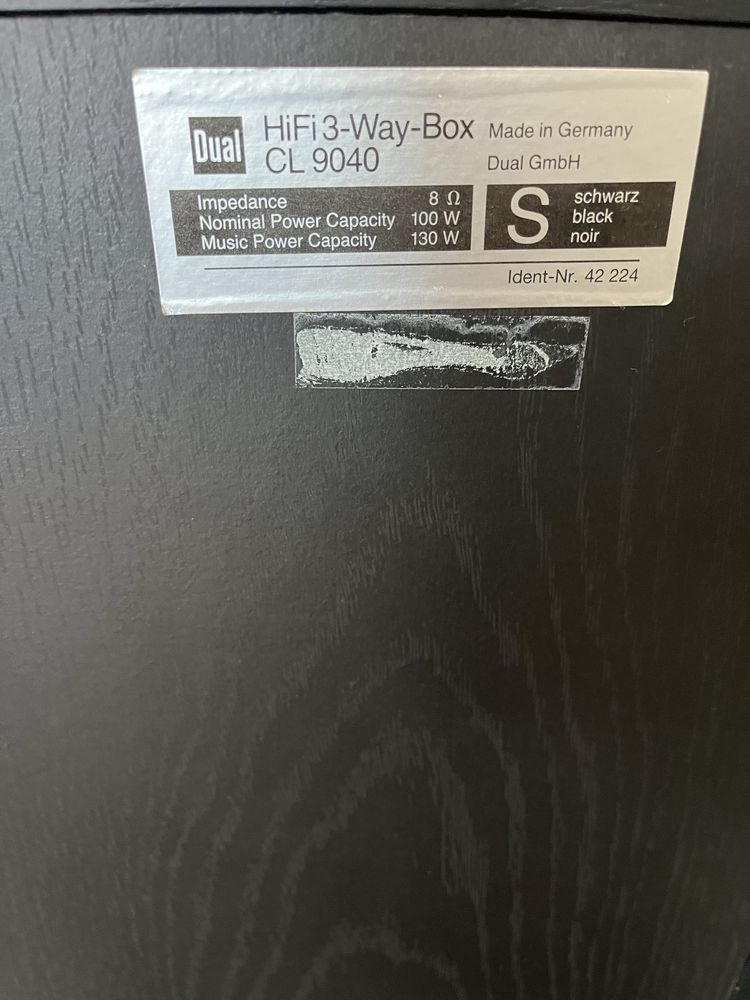 Dual
HiFi 3-Way-Box
CL 9040
Made in Germany
Dual GmbH
Impedance 8 Ω
Nominal Power Capacity 100 W
Music Power Capacity 130 W
S
schwarz
black
noir
Ident-Nr. 42 224